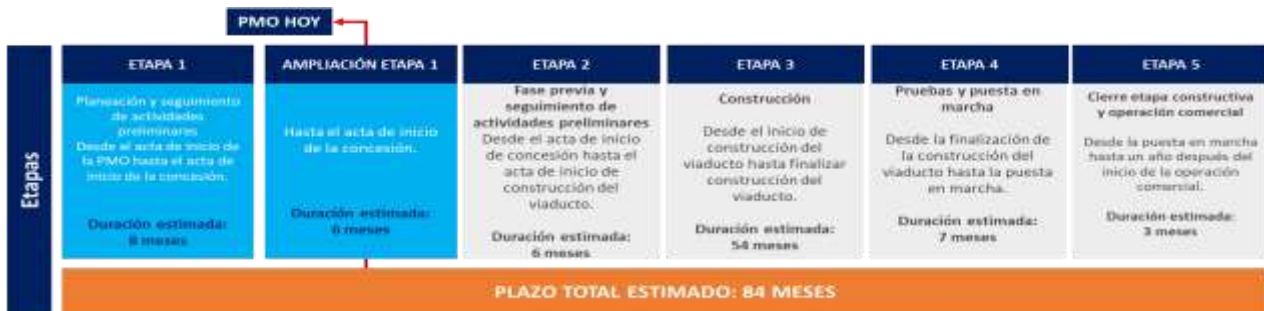 PMO HOY
Etapas
ETAPA 1
Planeación y seguimiento
de actividades
preliminares
Desde el acta de inicio de
la PMO hasta el acta de
inicio de la concesión.
Duración estimada:
8 meses
AMPLIACIÓN ETAPA 1
Hasta el acta de inicio
de la concesión.
Duración estimada:
6 meses
ETAPA 2
Fase previa y
seguimiento de
actividades preliminares
Desde el acta de inicio
de concesión hasta el
acta de inicio de
construcción del
viaducto.
Duración estimada:
6 meses
ETAPA 3
Construcción
Desde el inicio de
construcción del
viaducto hasta finalizar
construcción del
viaducto.
Duración estimada:
54 meses
ETAPA 4
Pruebas y puesta en
marcha
Desde la finalización de
la construcción del
viaducto hasta la puesta
en marcha.
Duración estimada:
7 meses
ETAPA 5
Cierre etapa constructiva
y operación comercial
Desde la puesta en marcha
hasta un año después del
inicio de la operación
comercial.
Duración estimada:
3 meses
PLAZO TOTAL ESTIMADO: 84 MESES